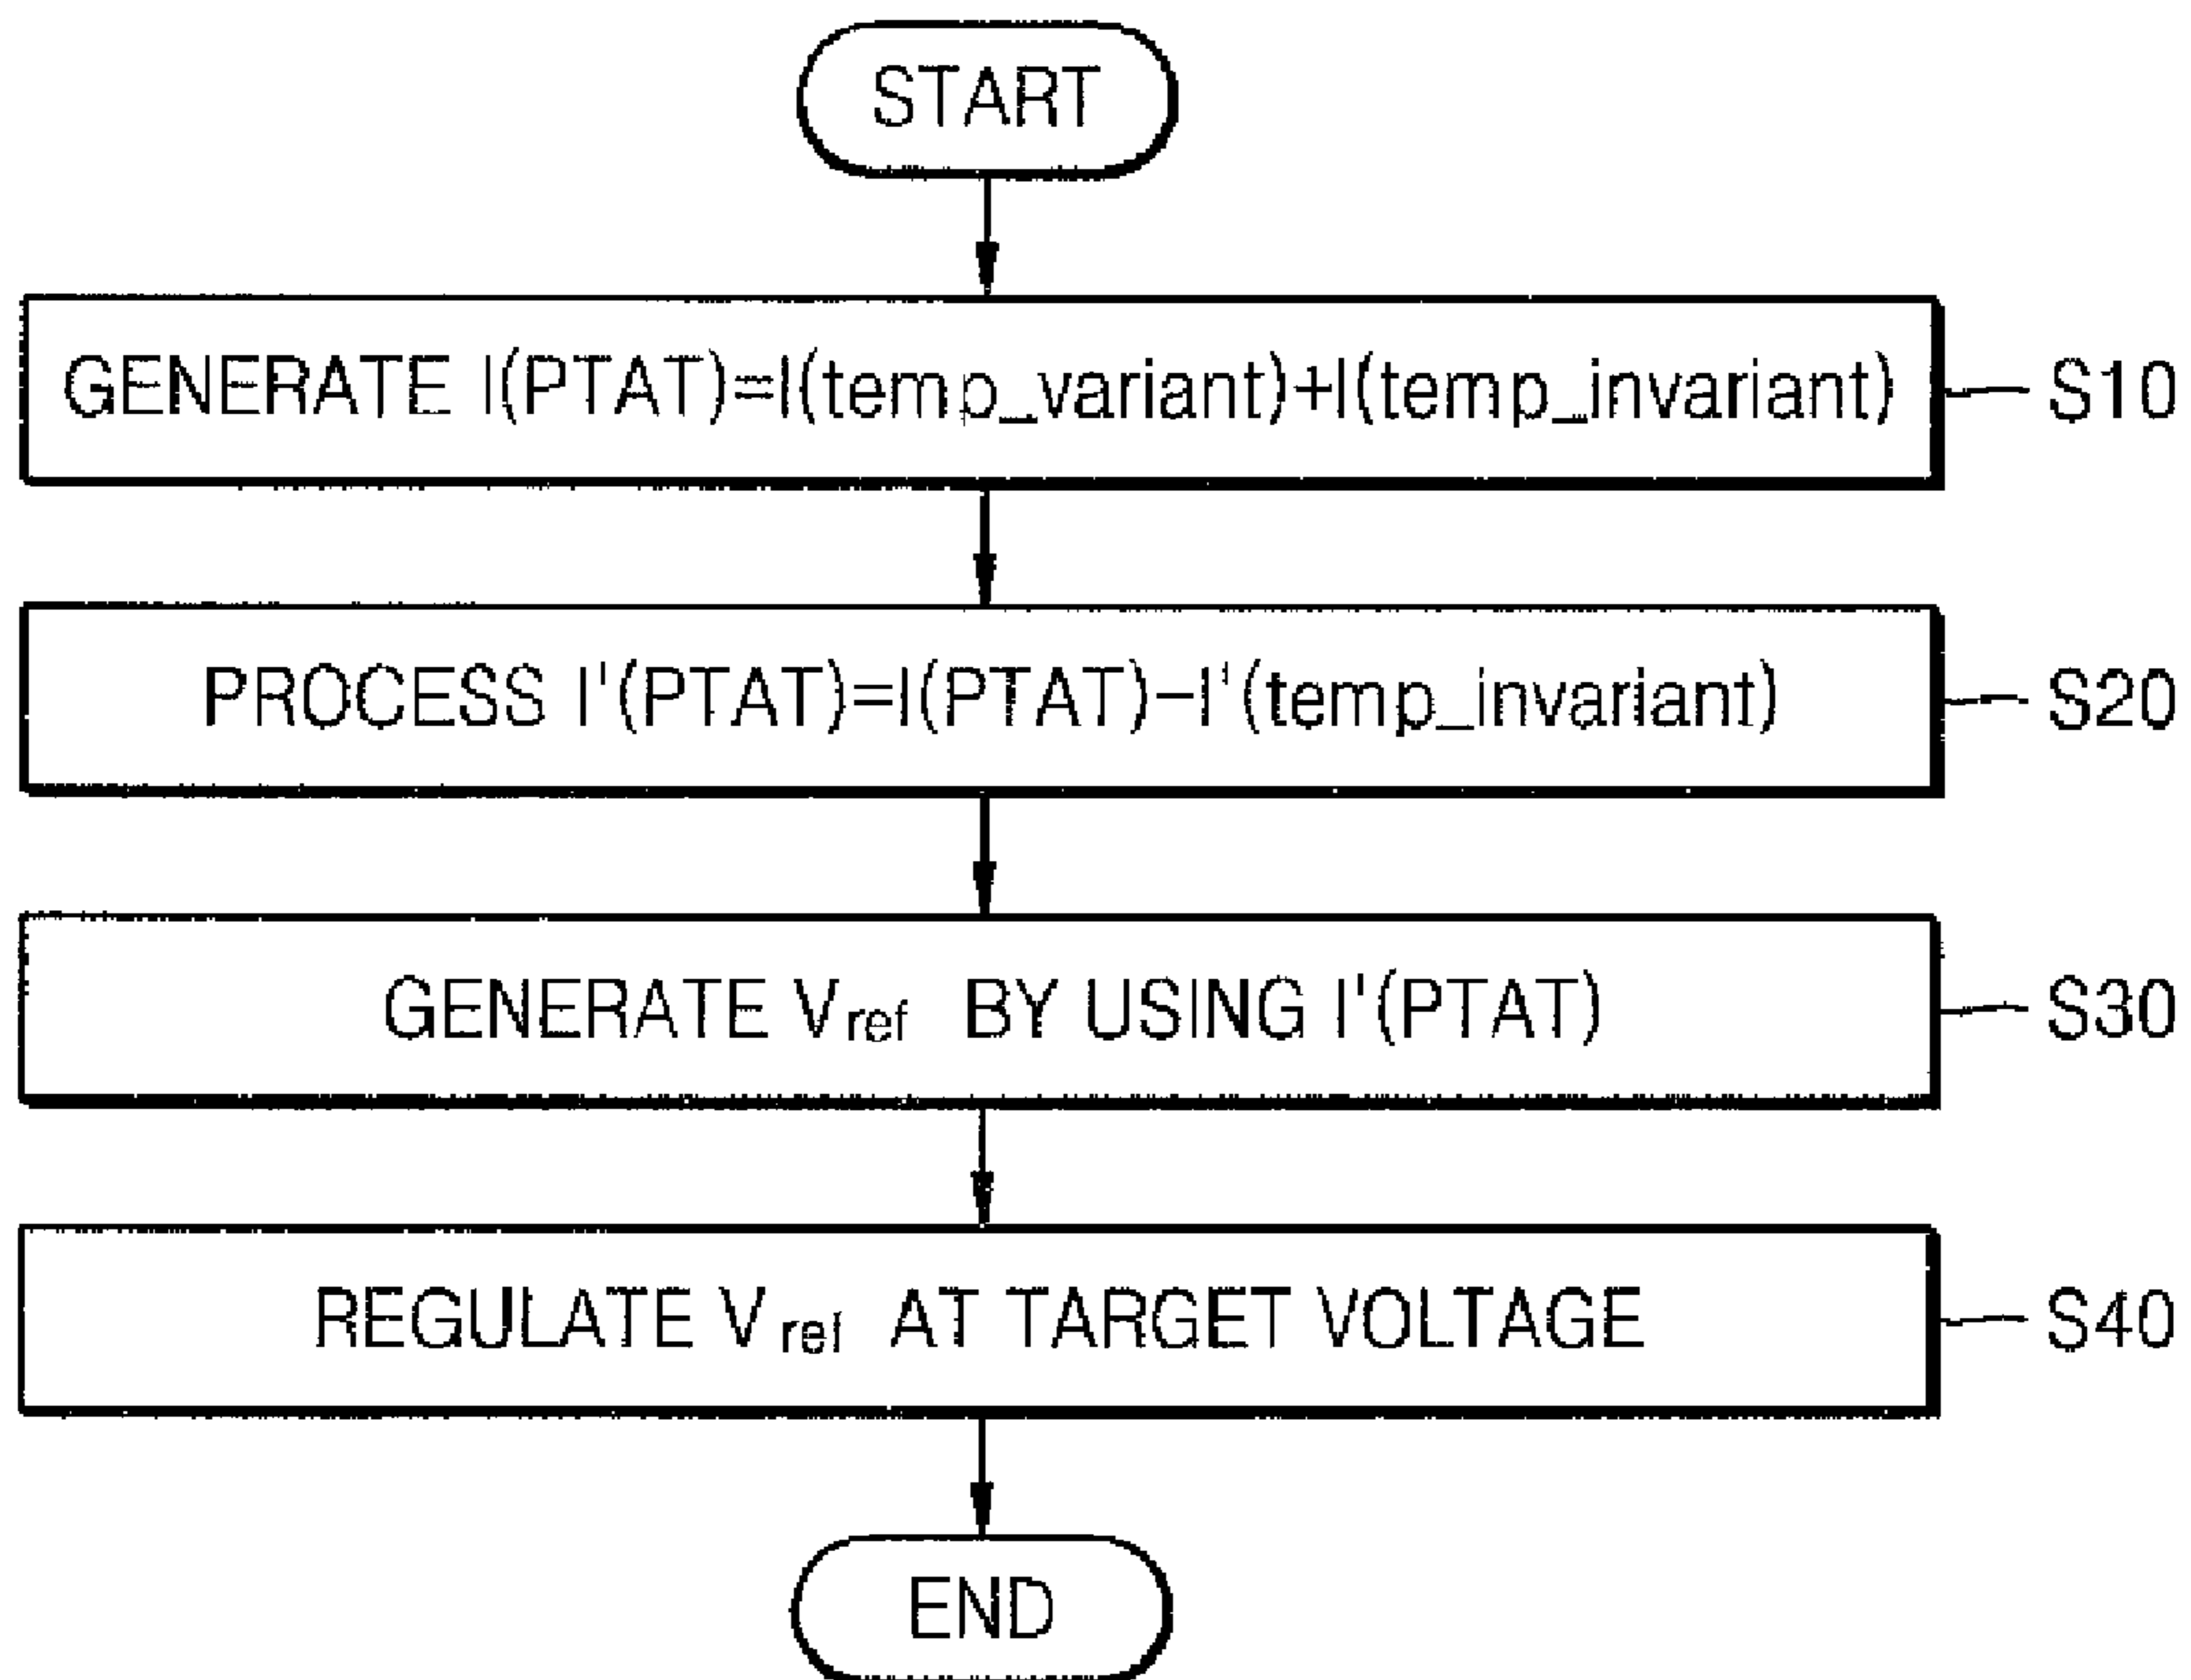 START
GENERATE I(PTAT)=I(temp_variant)+I(temp_invariant)
S10
PROCESS I'(PTAT)=I(PTAT)-I'(temp_invariant)
S20
GENERATE Vref BY USING I'(PTAT)
S30
REGULATE Vref AT TARGET VOLTAGE
S40
END